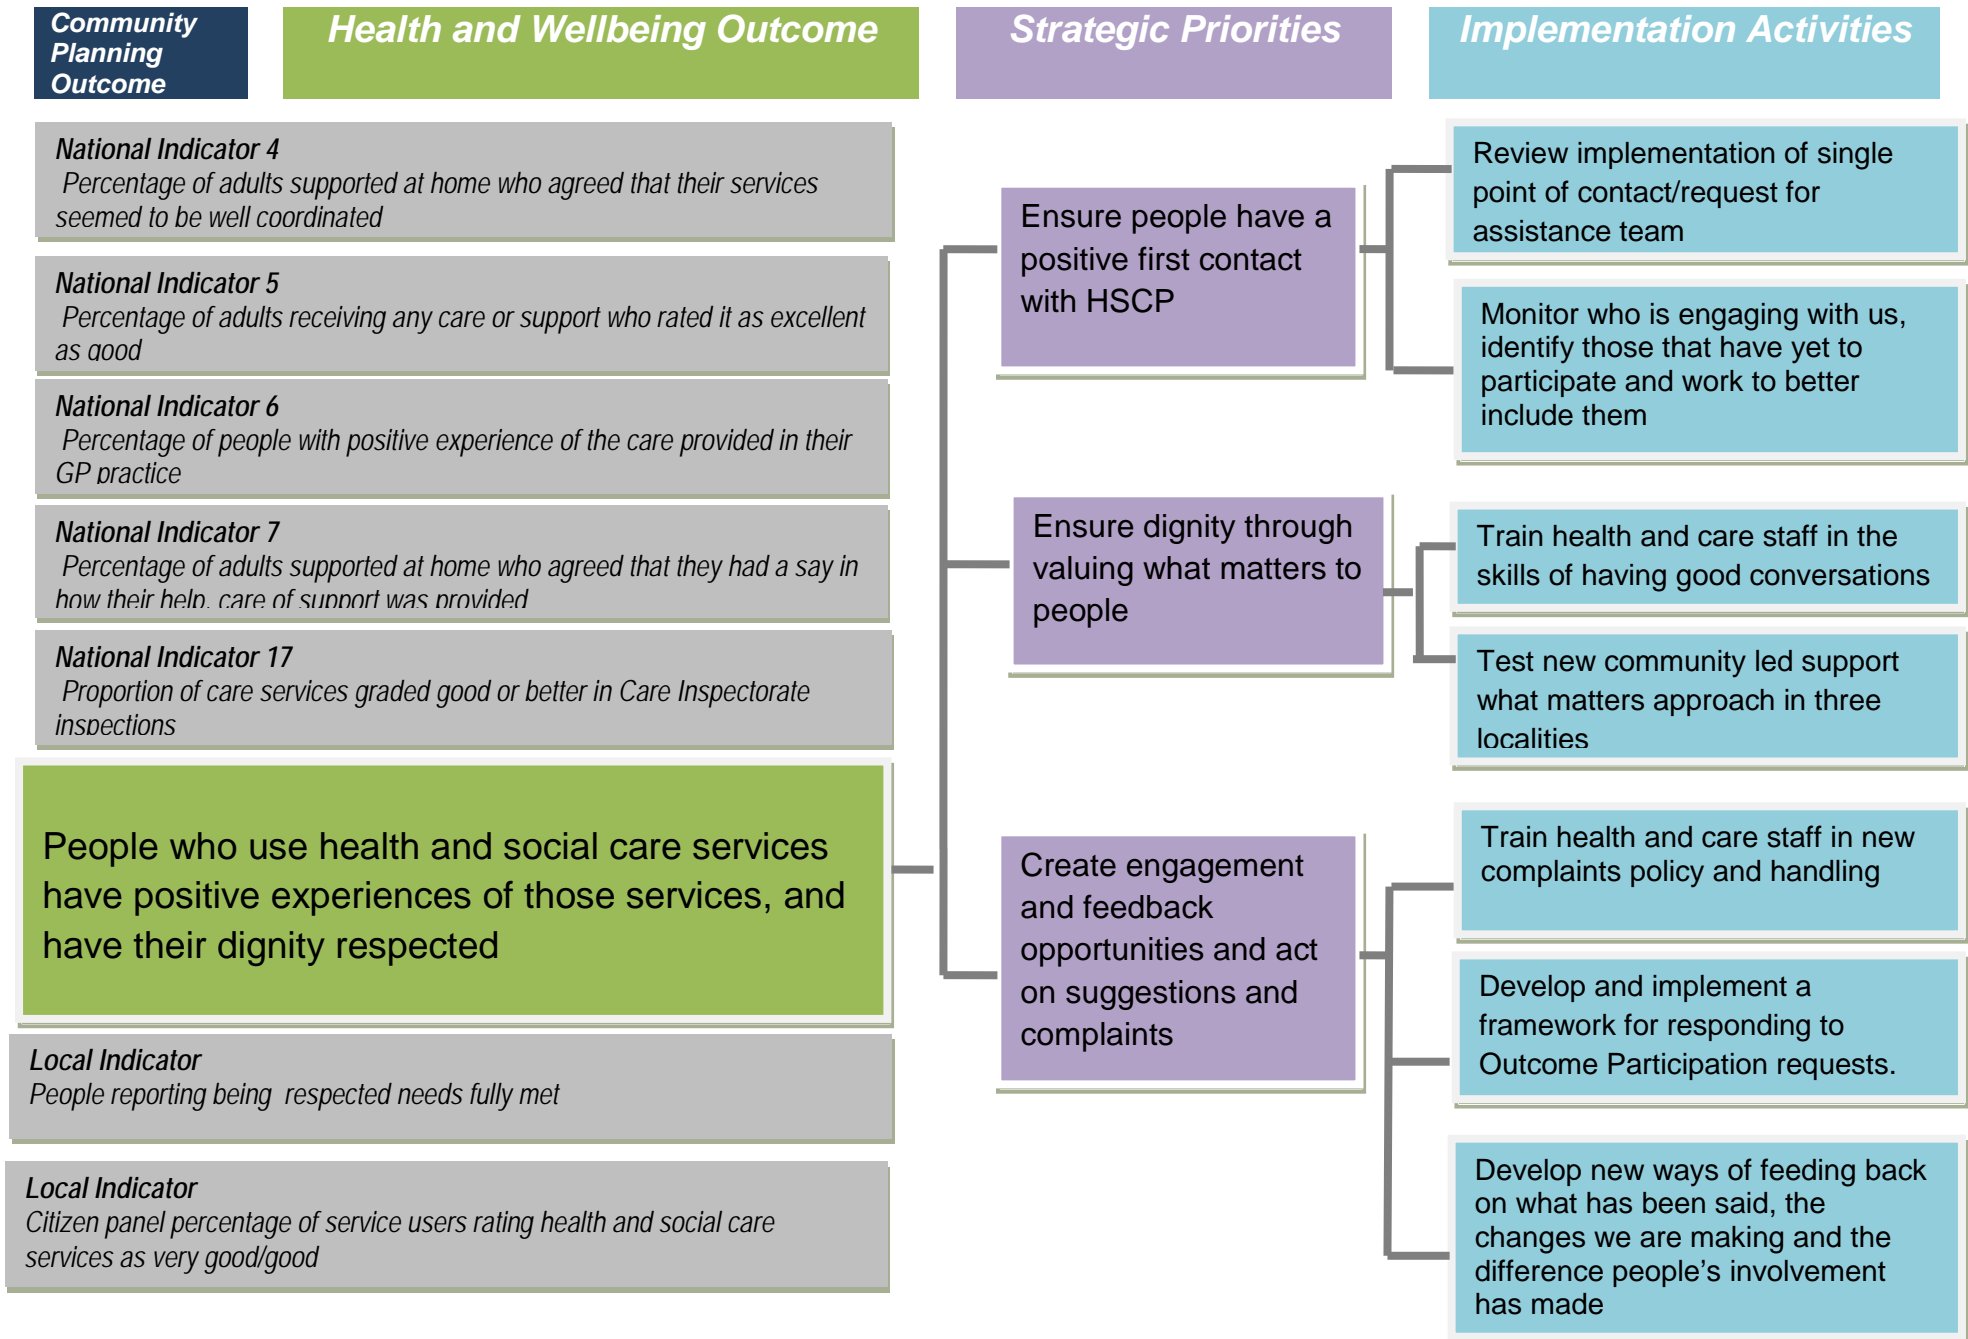 Community
Planning
Outcome
Health and Wellbeing Outcome
Strategic Priorities
Implementation Activities
National Indicator 4
Percentage of adults supported at home who agreed that their services
seemed to be well coordinated
National Indicator 5
Percentage of adults receiving any care or support who rated it as excellent
as good
National Indicator 6
Percentage of people with positive experience of the care provided in their
GP practice
National Indicator 7
Percentage of adults supported at home who agreed that they had a say in
how their help, care of support was provided
National Indicator 17
Proportion of care services graded good or better in Care Inspectorate
inspections
People who use health and social care services
have positive experiences of those services, and
have their dignity respected
Local Indicator
People reporting being respected needs fully met
Local Indicator
Citizen panel percentage of service users rating health and social care
services as very good/good
Ensure people have a
positive first contact
with HSCP
Ensure dignity through
valuing what matters to
people
Create engagement
and feedback
opportunities and act
on suggestions and
complaints
Review implementation of single
point of contact/request for
assistance team
Monitor who is engaging with us,
identify those that have yet to
participate and work to better
include them
Train health and care staff in the
skills of having good conversations
Test new community led support
what matters approach in three
localities
Train health and care staff in new
complaints policy and handling
Develop and implement a
framework for responding to
Outcome Participation requests.
Develop new ways of feeding back
on what has been said, the
changes we are making and the
difference people's involvement
has made